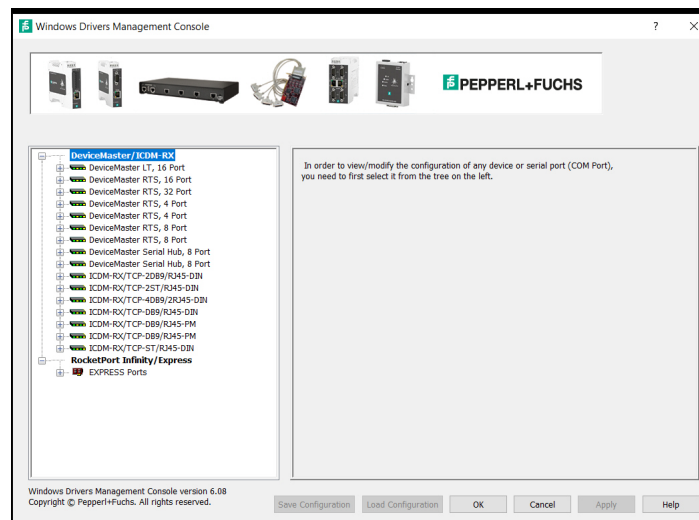 Windows Drivers Management Console
?
PEPPERL+FUCHS
DeviceMaster/ICDM-RX
DeviceMaster LT, 16 Port
DeviceMaster RTS, 16 Port
DeviceMaster RTS, 32 Port
DeviceMaster RTS, 4 Port
DeviceMaster RTS, 4 Port
DeviceMaster RTS, 8 Port
DeviceMaster RTS, 8 Port
DeviceMaster Serial Hub, 8 Port
DeviceMaster Serial Hub, 8 Port
ICDM-RX/TCP-2DB9/RJ45-DIN
ICDM-RX/TCP-2ST/RJ45-DIN
ICDM-RX/TCP-4DB9/2RJ45-DIN
ICDM-RX/TCP-DB9/RJ45-DIN
ICDM-RX/TCP-DB9/RJ45-PM
ICDM-RX/TCP-DB9/RJ45-PM
ICDM-RX/TCP-ST/RJ45-DIN
RocketPort Infinity/Express
EXPRESS Ports
In order to view/modify the configuration of any device or serial port (COM Port),
you need to first select it from the tree on the left.
Windows Drivers Management Console version 6.08
Copyright © Pepperl+Fuchs. All rights reserved.
Save Configuration
Load Configuration
OK
Cancel
Apply
Help